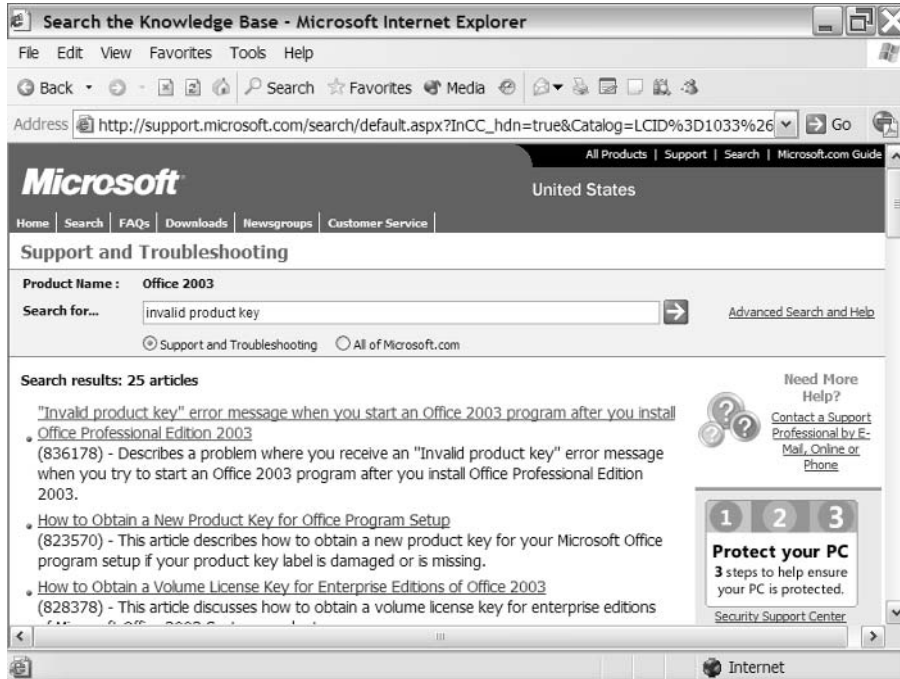 Search the Knowledge Base - Microsoft Internet Explorer
File Edit View Favorites Tools Help
Back Search Favorites Media
Address http://support.microsoft.com/search/default.aspx?InCC_hdn=true&Catalog=LCID%3D1033%26 Go
All Products | Support | Search | Microsoft.com Guide
Microsoft
United States
Home | Search | FAQs | Downloads | Newsgroups | Customer Service |
Support and Troubleshooting
Product Name : Office 2003
Search for... invalid product key
Advanced Search and Help
Support and Troubleshooting All of Microsoft.com
Search results: 25 articles
"Invalid product key" error message when you start an Office 2003 program after you install
Office Professional Edition 2003
(836178) - Describes a problem where you receive an "Invalid product key" error message
when you try to start an Office 2003 program after you install Office Professional Edition
2003.
How to Obtain a New Product Key for Office Program Setup
(823570) - This article describes how to obtain a new product key for your Microsoft Office
program setup if your product key label is damaged or is missing.
How to Obtain a Volume License Key for Enterprise Editions of Office 2003
(828378) - This article discusses how to obtain a volume license key for enterprise editions
Need More
Help?
Contact a Support
Professional by E-
Mail, Online or
Phone
1 2 3
Protect your PC
3 steps to help ensure
your PC is protected.
Security Support Center
Internet